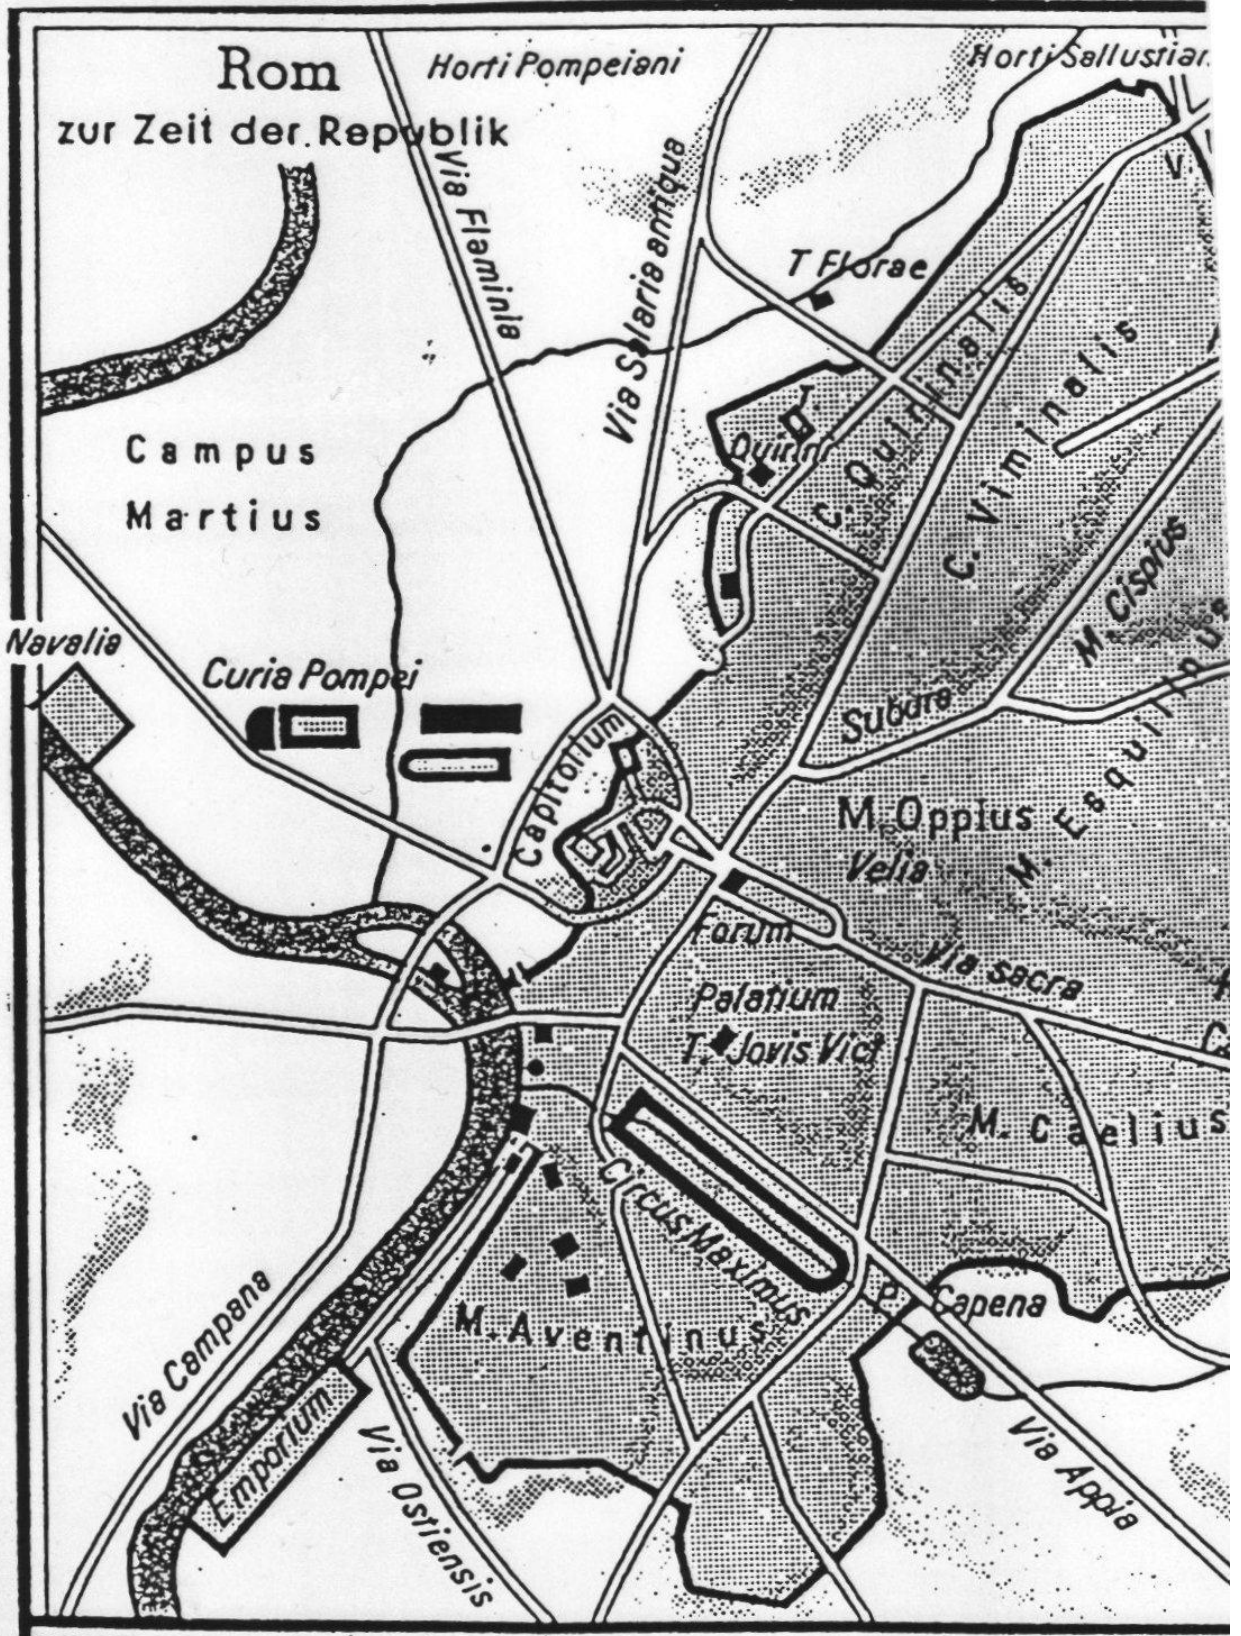 Rom
zur Zeit der Republik
Horti Pompeiani
Horti Sallustian
Via Flaminia
Via Salaria antiqua
V.
T Florae
C. Quirinalis
C. Viminalis
T.
Quirini
Campus
Martius
M. Cispius
Navalia
Curia Pompei
Capitolium
Subura
M. Esquilinus
M. Oppius
Velia
Forum
Via sacra
Palatium
T. Jovis Vict
M. Caelius
Circus Maximus
P. Capena
M. Aventinus
Via Campana
Emporium
Via Ostiensis
Via Appia